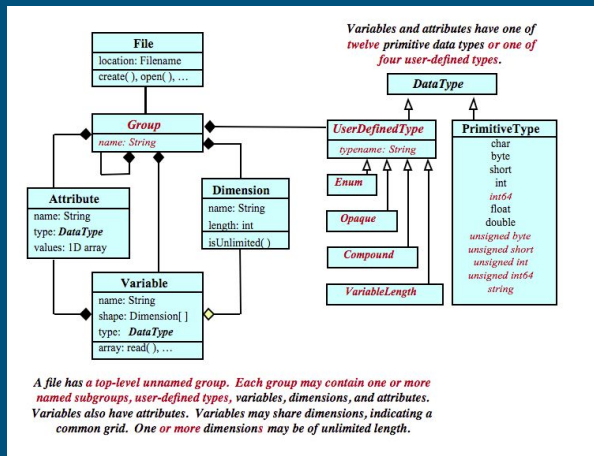 Variables and attributes have one of
twelve primitive data types or one of
four user-defined types.
File
location: Filename
create( ), open( ), …
DataType
Group
name: String
UserDefinedType
typename: String
PrimitiveType
char
byte
short
int
int64
float
double
unsigned byte
unsigned short
unsigned int
unsigned int64
string
Enum
Opaque
Compound
VariableLength
Attribute
name: String
type: DataType
values: 1D array
Dimension
name: String
length: int
isUnlimited( )
Variable
name: String
shape: Dimension[ ]
type: DataType
array: read( ), …
A file has a top-level unnamed group. Each group may contain one or more
named subgroups, user-defined types, variables, dimensions, and attributes.
Variables also have attributes. Variables may share dimensions, indicating a
common grid. One or more dimensions may be of unlimited length.